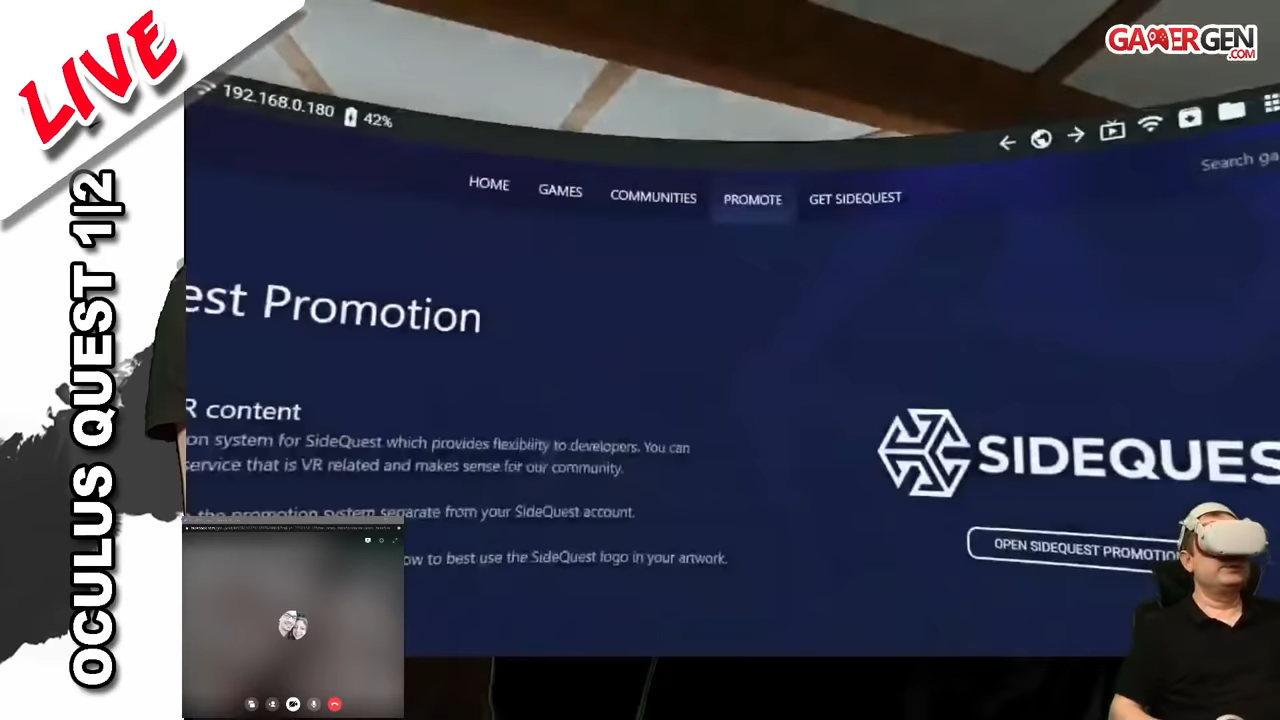 LIVE
GAMERGEN
.COM
OCULUS QUEST 1|2
192.168.0.180 42%
Search ga
HOME GAMES COMMUNITIES PROMOTE GET SIDEQUEST
est Promotion
R content
on system for SideQuest which provides flexibility to developers. You can
service that is VR related and makes sense for our community.
the promotion system separate from your SideQuest account.
ow to best use the SideQuest logo in your artwork.
SIDEQUES
OPEN SIDEQUEST PROMOTIO